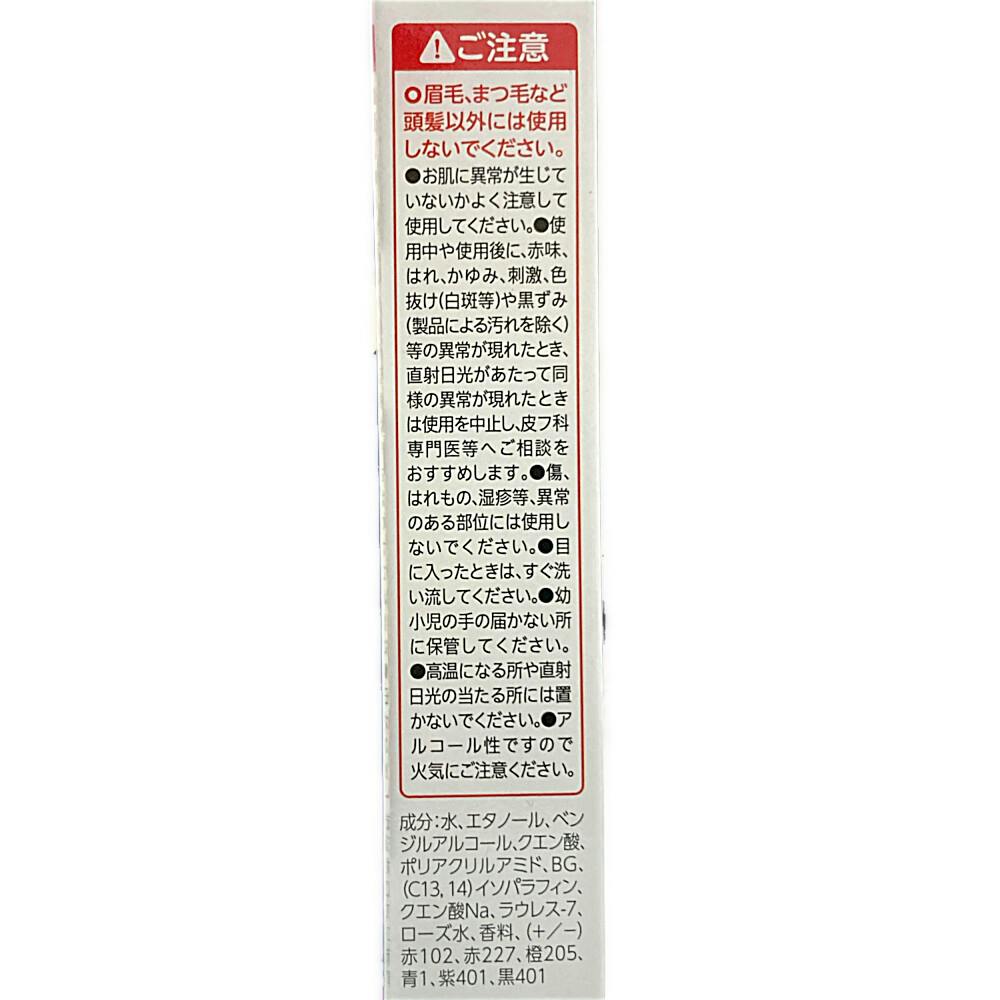 ご注意
○眉毛、まつ毛など
頭髪以外には使用
しないでください。
●お肌に異常が生じて
いないかよく注意して
使用してください。●使
用中や使用後に、赤味、
はれ、かゆみ、刺激、色
抜け(白斑等)や黒ずみ
(製品による汚れを除く)
等の異常が現れたとき、
直射日光があたって同
様の異常が現れたとき
は使用を中止し、皮フ科
専門医等へご相談を
おすすめします。●傷、
はれもの、湿疹等、異常
のある部位には使用し
ないでください。●目
に入ったときは、すぐ洗
い流してください。●幼
小児の手の届かない所
に保管してください。
●高温になる所や直射
日光の当たる所には置
かないでください。●ア
ルコール性ですので
火気にご注意ください。
成分:水、エタノール、ベン
ジルアルコール、クエン酸、
ポリアクリルアミド、BG、
(C13,14)イソパラフィン、
クエン酸Na、ラウレス-7、
ローズ水、香料、(+/−)
赤102、赤227、橙205、
青1、紫401、黒401